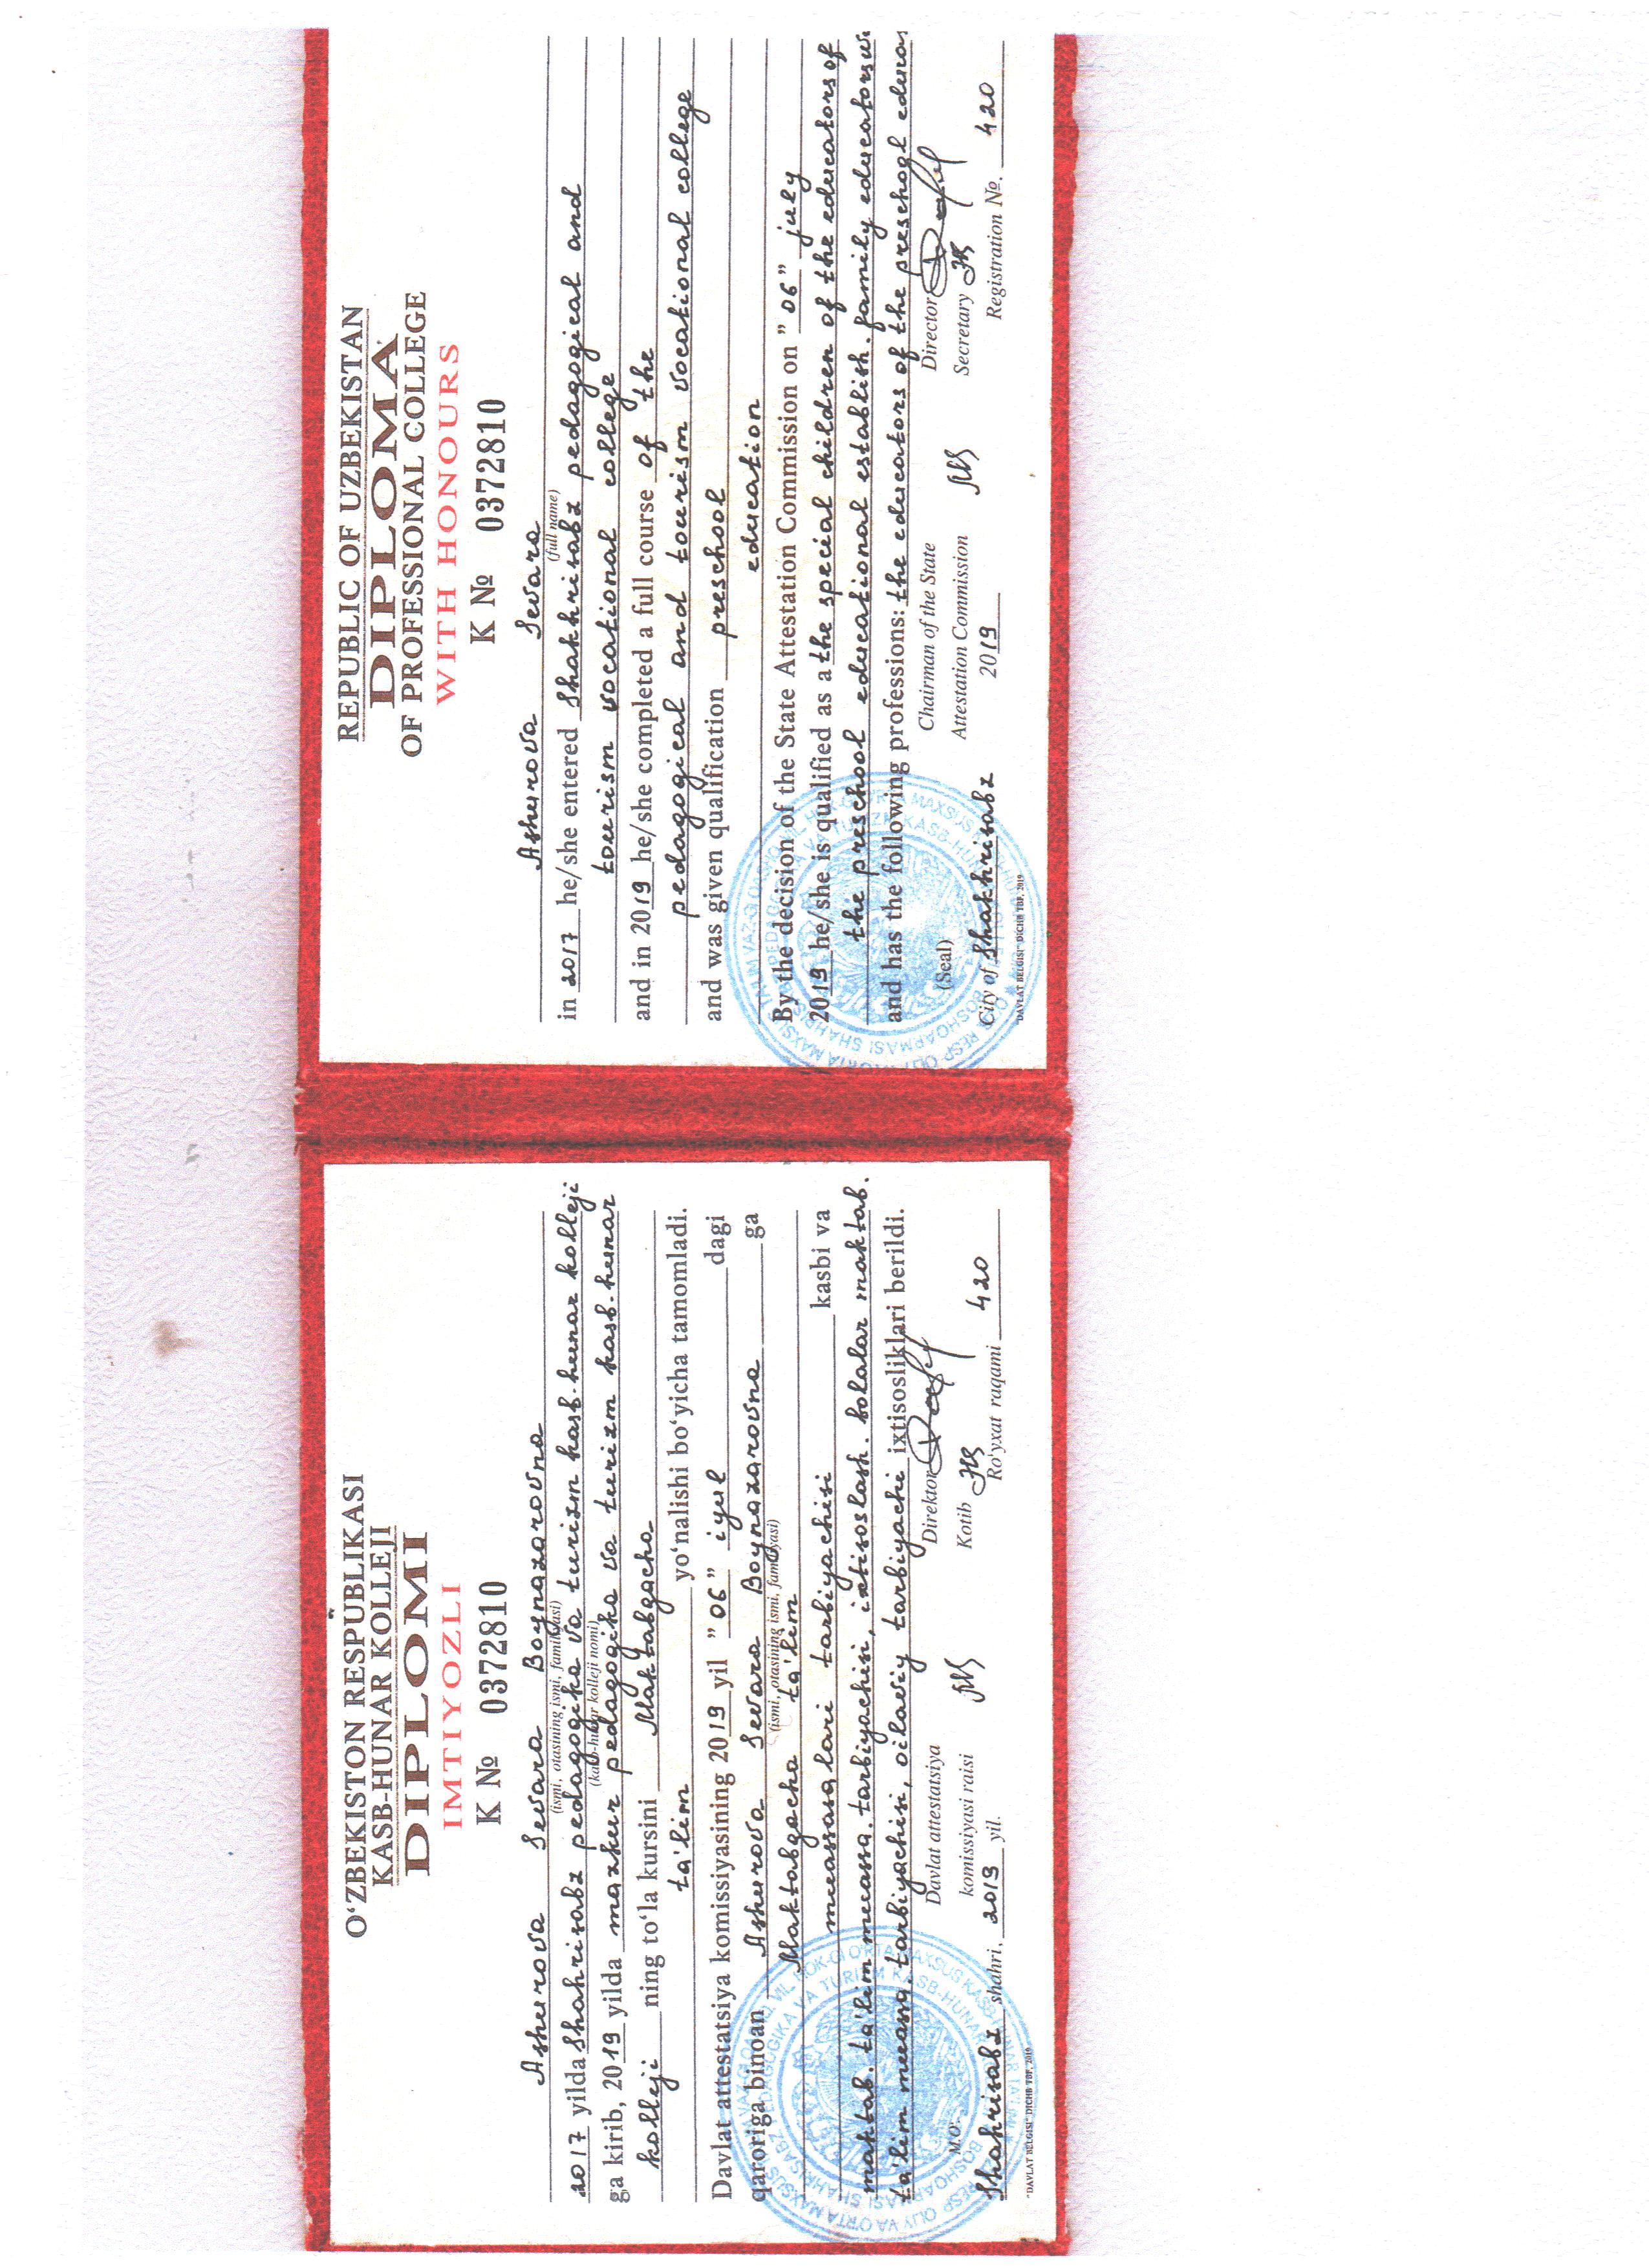 O‘ZBEKISTON RESPUBLIKASI
KASB-HUNAR KOLLEJI
DIPLOMI
IMTIYOZLI
K № 0372810
Ashurova Sevara Boynazarovna
(ismi, otasining ismi, familiyasi)
2017 yilda Shahrisabz pedagogika va turizm kasb-hunar kolleji
(kasb-hunar kolleji nomi)
ga kirib, 2019 yilda mazkur pedagogika va turizm kasb-hunar
kolleji ning to‘la kursini Maktabgacha
ta'lim yo‘nalishi bo‘yicha tamomladi.
Davlat attestatsiya komissiyasining 2019 yil "06" iyul dagi
qaroriga binoan Ashurova Sevara Boynazarovna ga
(ismi, otasining ismi, familiyasi)
Maktabgacha ta'lim
muassasalari tarbiyachisi kasbi va
maktab. ta'lim muassa. tarbiyachisi, ixtisoslash. bolalar maktab.
ta'lim muassa. tarbiyachisi, oilaviy tarbiyachi ixtisosliklari berildi.
M.O‘.
Davlat attestatsiya
komissiyasi raisi
Direktor
Kotib
Shahrisabz shahri, 2019 yil.
Ro‘yxat raqami 420
"DAVLAT BELGISI" DICHB TBF, 2019
REPUBLIC OF UZBEKISTAN
DIPLOMA
OF PROFESSIONAL COLLEGE
WITH HONOURS
K № 0372810
Ashurova Sevara
(full name)
in 2017 he/she entered Shakhrisabz pedagogical and
tourism vocational college
and in 2019 he/she completed a full course of the
pedagogical and tourism vocational college
and was given qualification preschool
education
By the decision of the State Attestation Commission on "06" july
2019 he/she is qualified as a the special children of the educators of
the preschool educational establish. family educators
and has the following professions: the educators of the preschool
(Seal)
Chairman of the State
Attestation Commission
Director
Secretary
City of Shakhrisabz 2019
Registration №. 420
"DAVLAT BELGISI" DICHB TBF, 2019